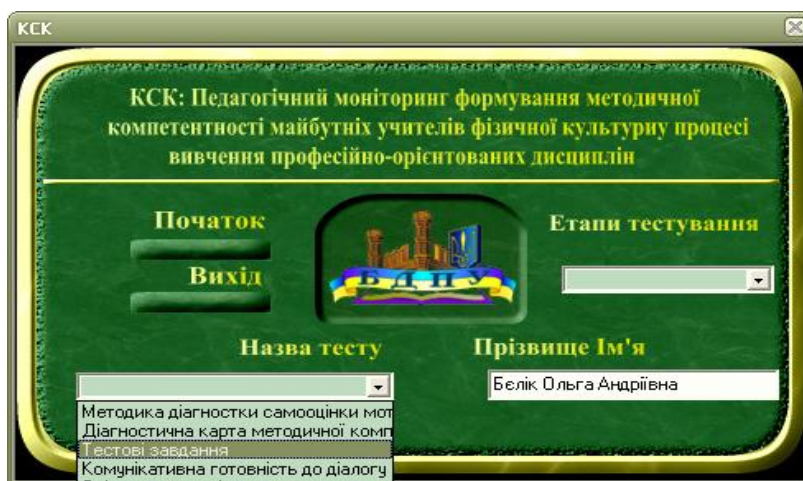 КСК
КСК: Педагогічний моніторинг формування методичної
компетентності майбутніх учителів фізичної культуриу процесі
вивчення професійно-орієнтованих дисциплін
Початок
Вихід
БДПУ
Етапи тестування
Назва тесту
Прізвище Ім'я
Бєлік Ольга Андріївна
Методика діагностки самооцінки мот
Діагностична карта методичної комп
Тестові завдання
Комунікативна готовність до діалогу